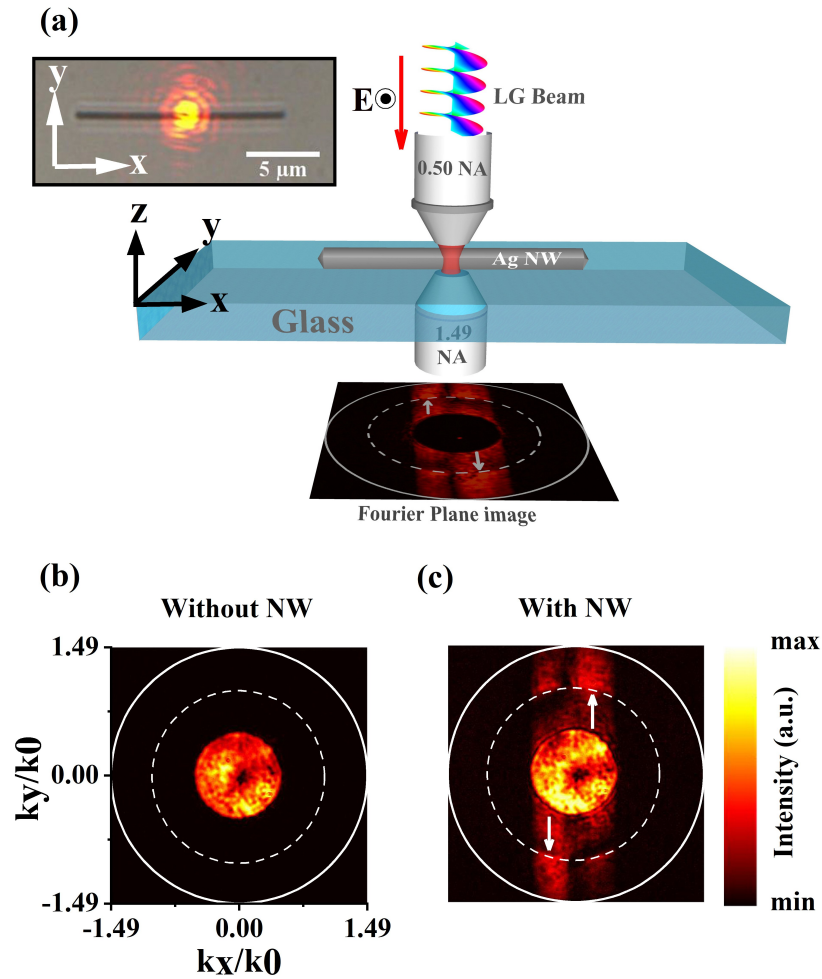 (a)
y
x
5 μm
E
LG Beam
0.50 NA
z
y
x
Ag NW
Glass
1.49
NA
Fourier Plane image
(b)
(c)
Without NW
With NW
1.49
0.00
-1.49
ky/k0
-1.49
0.00
1.49
kx/k0
max
Intensity (a.u.)
min